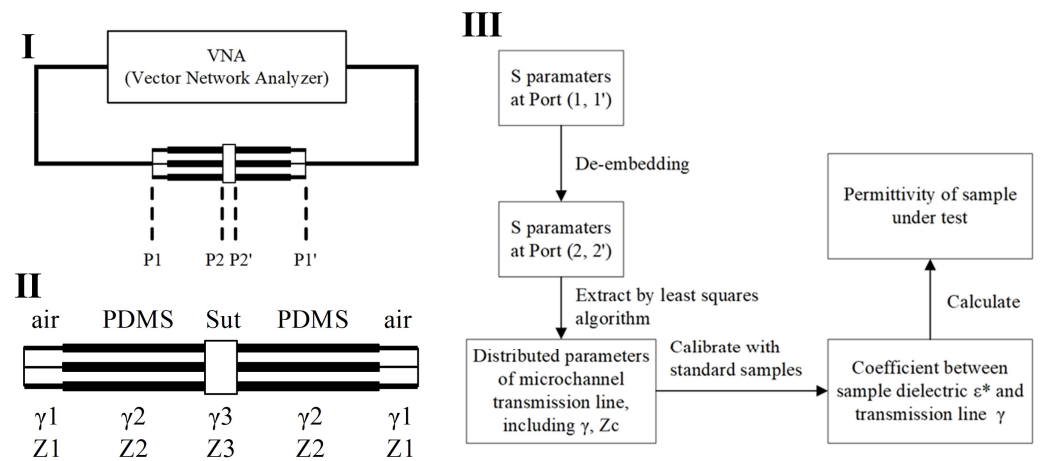 I
VNA
(Vector Network Analyzer)
P1
P2
P2'
P1'
II
air
PDMS
Sut
PDMS
air
γ1
γ2
γ3
γ2
γ1
Z1
Z2
Z3
Z2
Z1
III
S paramaters
at Port (1, 1')
De-embedding
S paramaters
at Port (2, 2')
Extract by least squares
algorithm
Distributed parameters
of microchannel
transmission line,
including γ, Zc
Calibrate with
standard samples
Coefficient between
sample dielectric ε* and
transmission line γ
Calculate
Permittivity of sample
under test